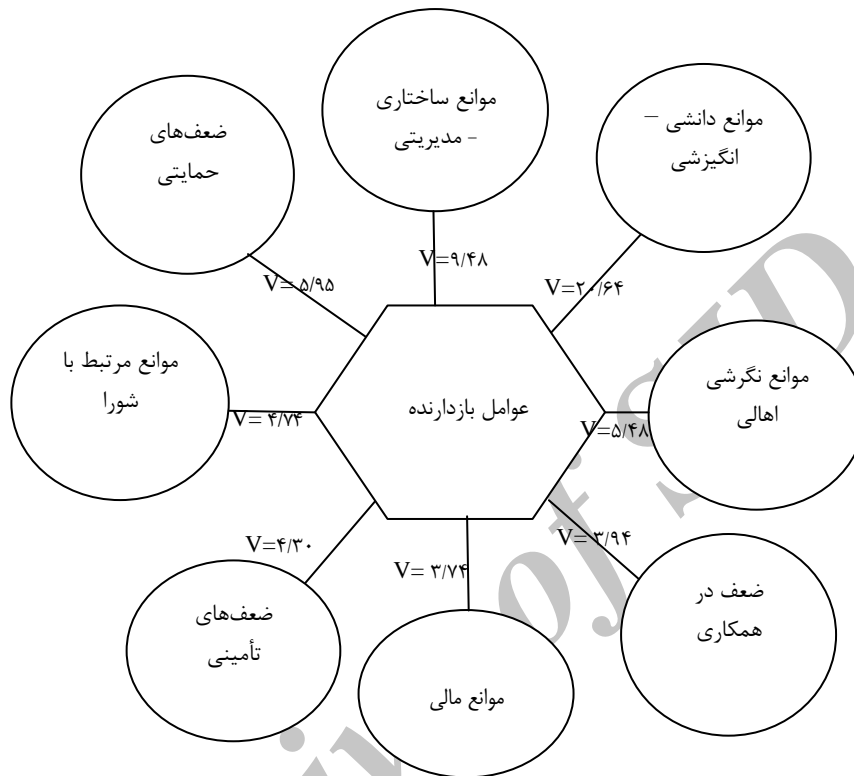 موانع ساختاری
- مدیریتی
موانع دانشی –
انگیزشی
ضعف‌های
حمایتی
V=۹/۴۸
V=۲۰/۶۴
V= ۵/۹۵
موانع مرتبط با
شورا
عوامل بازدارنده
موانع نگرشی
اهالی
V= ۴/۷۴
V=۵/۴۸
V=۴/۳۰
V= ۳/۷۴
V= ۳/۹۴
ضعف‌های
تأمینی
موانع مالی
ضعف در
همکاری
of SID